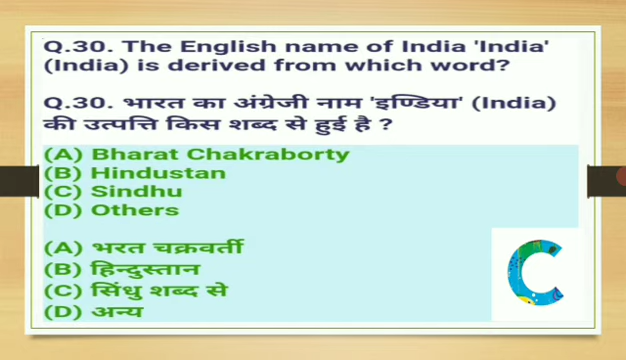 Q.30. The English name of India 'India'
(India) is derived from which word?
Q.30. भारत का अंग्रेजी नाम 'इण्डिया' (India)
की उत्पत्ति किस शब्द से हुई है ?
(A) Bharat Chakraborty
(B) Hindustan
(C) Sindhu
(D) Others
(A) भरत चक्रवर्ती
(B) हिन्दुस्तान
(C) सिंधु शब्द से
(D) अन्य
C